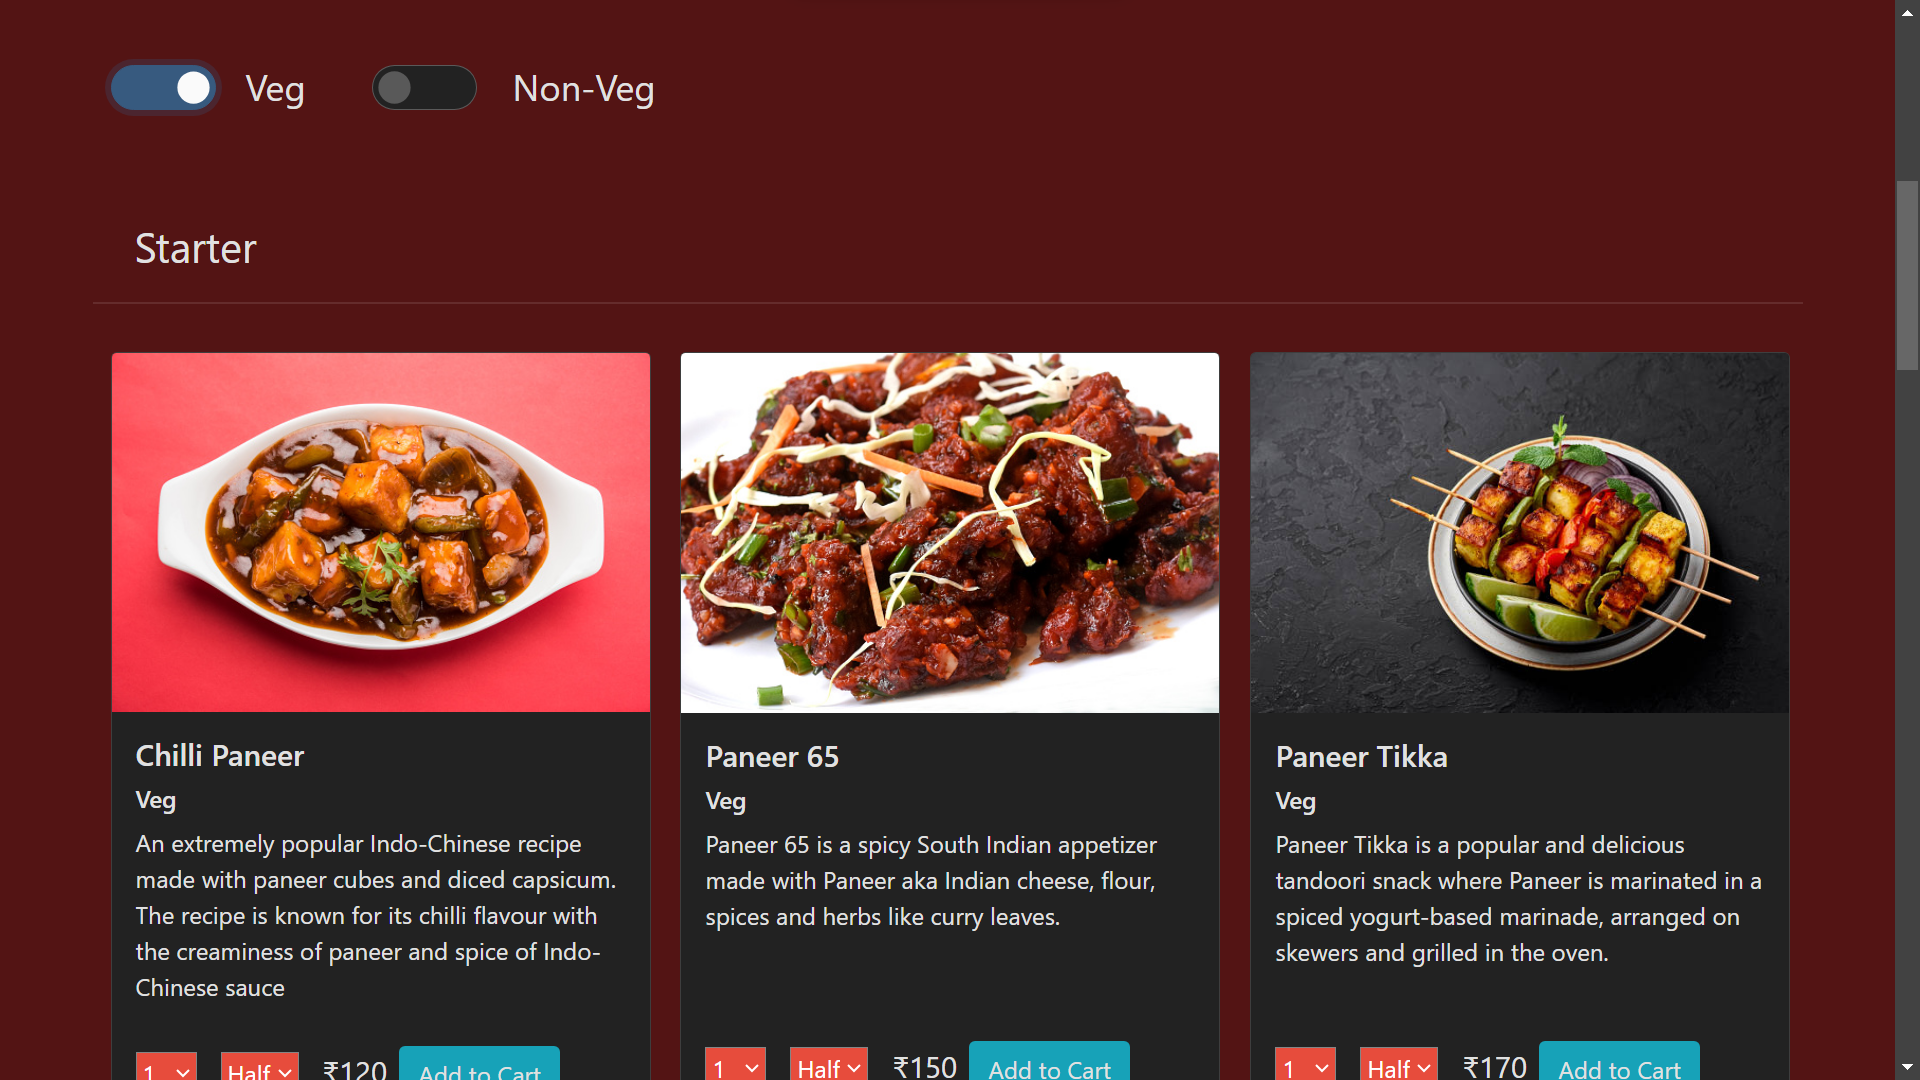 Veg
Non-Veg
Starter
Chilli Paneer
Veg
An extremely popular Indo-Chinese recipe
made with paneer cubes and diced capsicum.
The recipe is known for its chilli flavour with
the creaminess of paneer and spice of Indo-
Chinese sauce
1 Half ₹120 Add to Cart
Paneer 65
Veg
Paneer 65 is a spicy South Indian appetizer
made with Paneer aka Indian cheese, flour,
spices and herbs like curry leaves.
1 Half ₹150 Add to Cart
Paneer Tikka
Veg
Paneer Tikka is a popular and delicious
tandoori snack where Paneer is marinated in a
spiced yogurt-based marinade, arranged on
skewers and grilled in the oven.
1 Half ₹170 Add to Cart